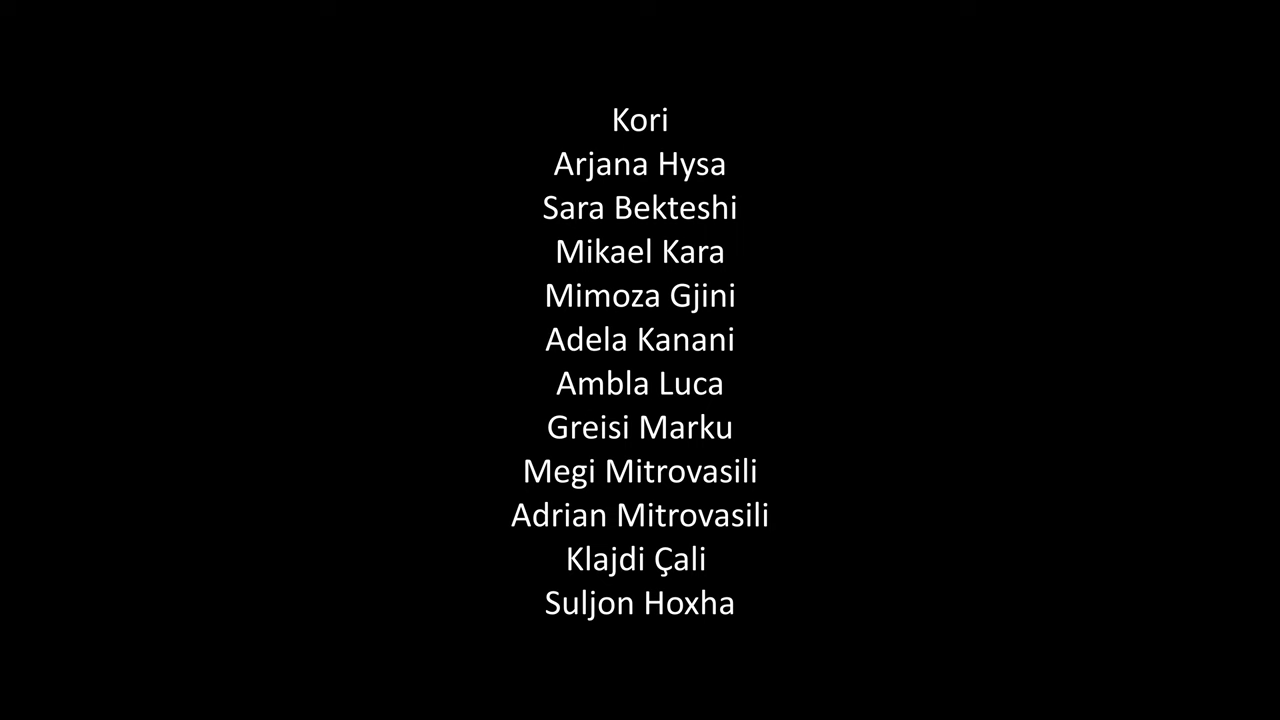 Kori
Arjana Hysa
Sara Bekteshi
Mikael Kara
Mimoza Gjini
Adela Kanani
Ambla Luca
Greisi Marku
Megi Mitrovasili
Adrian Mitrovasili
Klajdi Çali
Suljon Hoxha